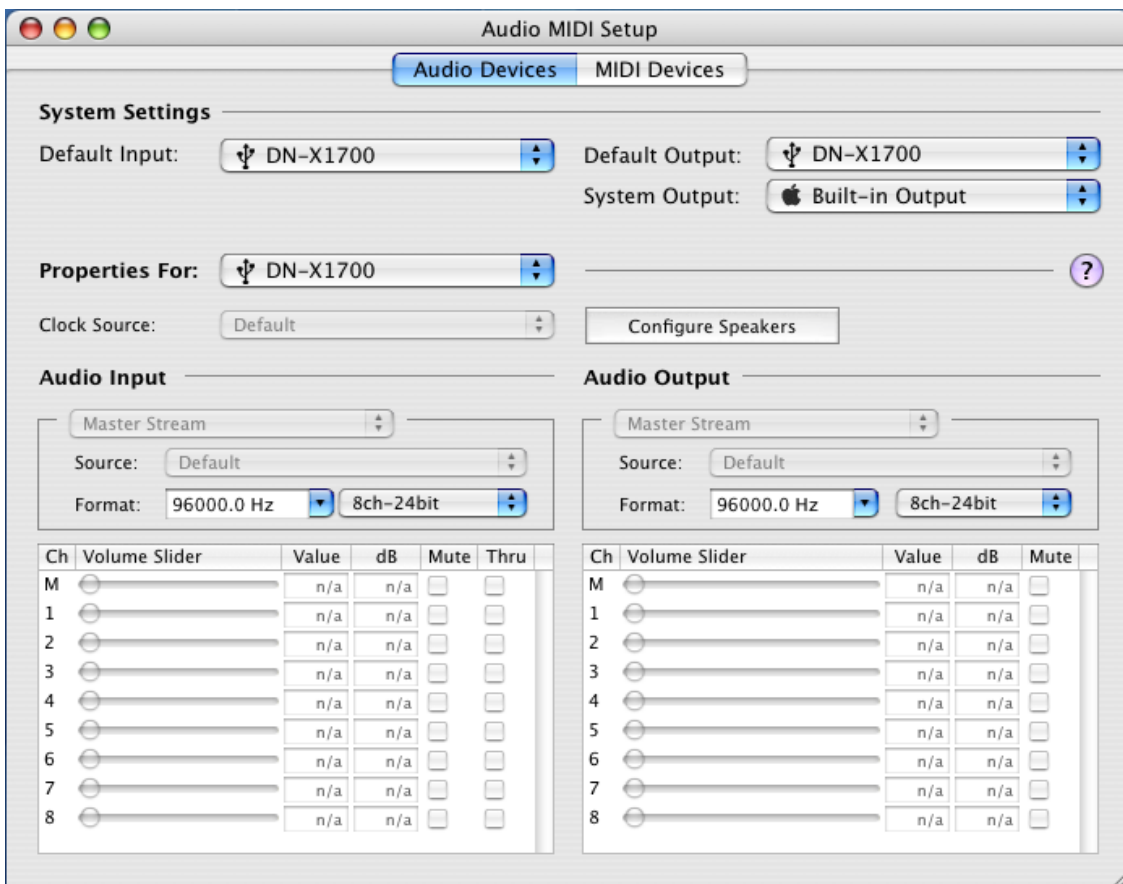 Audio MIDI Setup
Audio Devices MIDI Devices
System Settings
Default Input: DN-X1700 Default Output: DN-X1700
System Output: Built-in Output
Properties For: DN-X1700 ?
Clock Source: Default Configure Speakers
Audio Input Audio Output
Master Stream Master Stream
Source: Default Source: Default
Format: 96000.0 Hz 8ch-24bit Format: 96000.0 Hz 8ch-24bit
Ch Volume Slider Value dB Mute Thru Ch Volume Slider Value dB Mute
M n/a n/a M n/a n/a
1 n/a n/a 1 n/a n/a
2 n/a n/a 2 n/a n/a
3 n/a n/a 3 n/a n/a
4 n/a n/a 4 n/a n/a
5 n/a n/a 5 n/a n/a
6 n/a n/a 6 n/a n/a
7 n/a n/a 7 n/a n/a
8 n/a n/a 8 n/a n/a